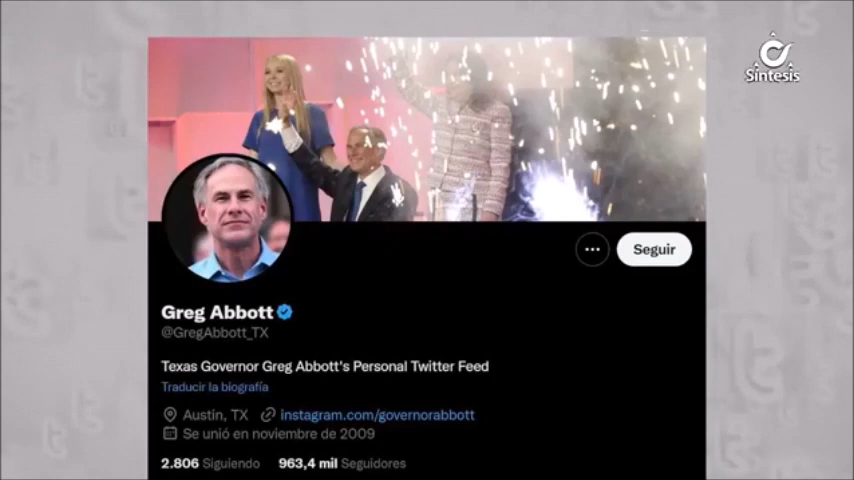 Síntesis
Seguir
Greg Abbott
@GregAbbott_TX
Texas Governor Greg Abbott's Personal Twitter Feed
Traducir la biografía
Austin, TX instagram.com/governorabbott
Se unió en noviembre de 2009
2.806 Siguiendo 963,4 mil Seguidores